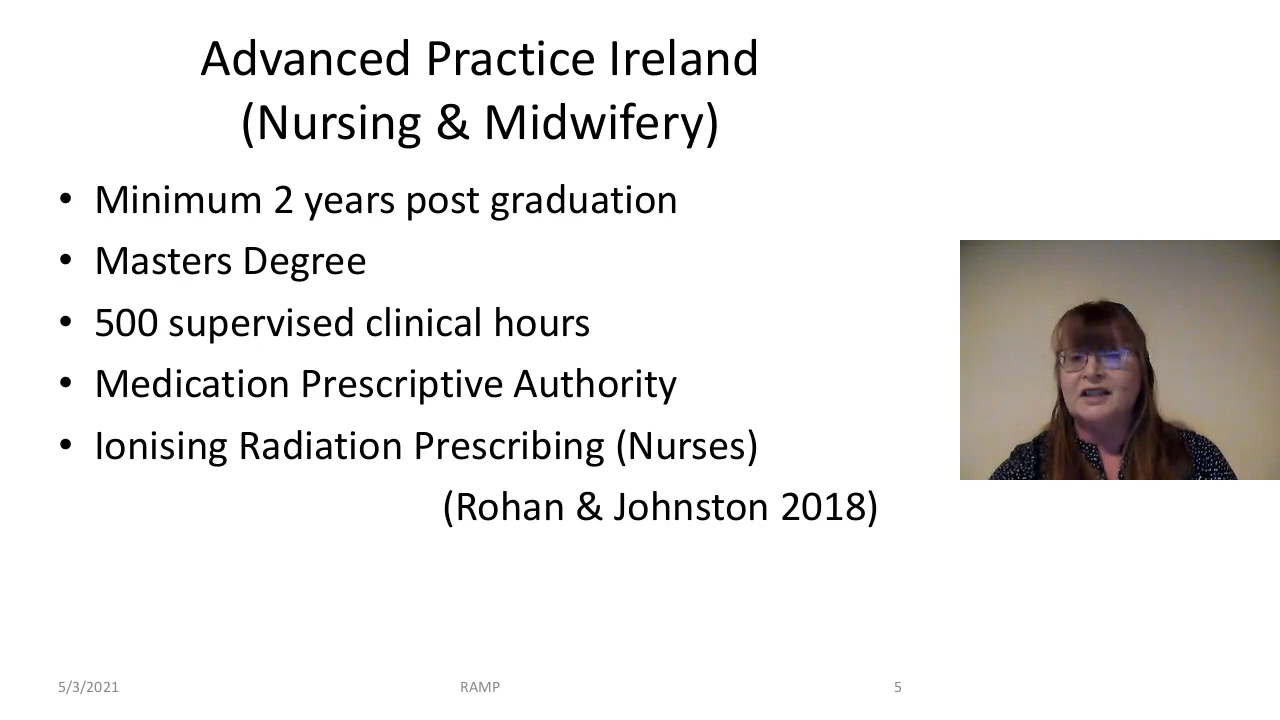 Advanced Practice Ireland
(Nursing & Midwifery)
• Minimum 2 years post graduation
• Masters Degree
• 500 supervised clinical hours
• Medication Prescriptive Authority
• Ionising Radiation Prescribing (Nurses)
(Rohan & Johnston 2018)
5/3/2021
RAMP
5